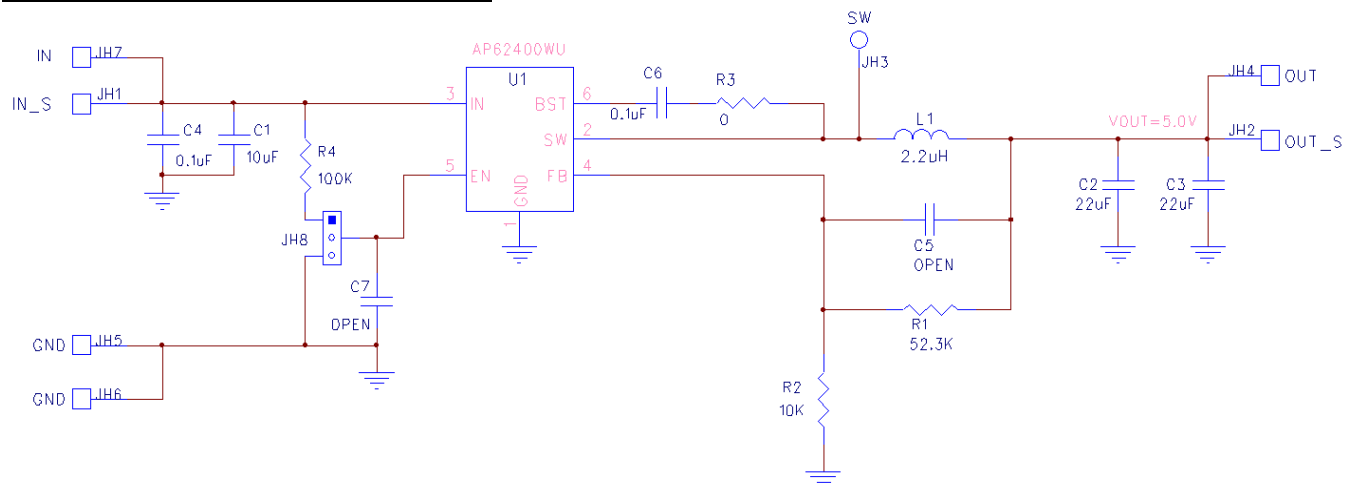 SW
IN
JH7
AP62400WU
JH3
JH4
OUT
IN_S
JH1
U1
C6
R3
3
IN
BST
6
0.1uF
0
C4
C1
0.1uF
10uF
SW
2
L1
2.2uH
VOUT=5.0V
JH2
OUT_S
R4
100K
5
EN
FB
4
GND
1
C2
22uF
C3
22uF
JH8
C5
OPEN
C7
OPEN
R1
52.3K
GND
JH5
GND
JH6
R2
10K